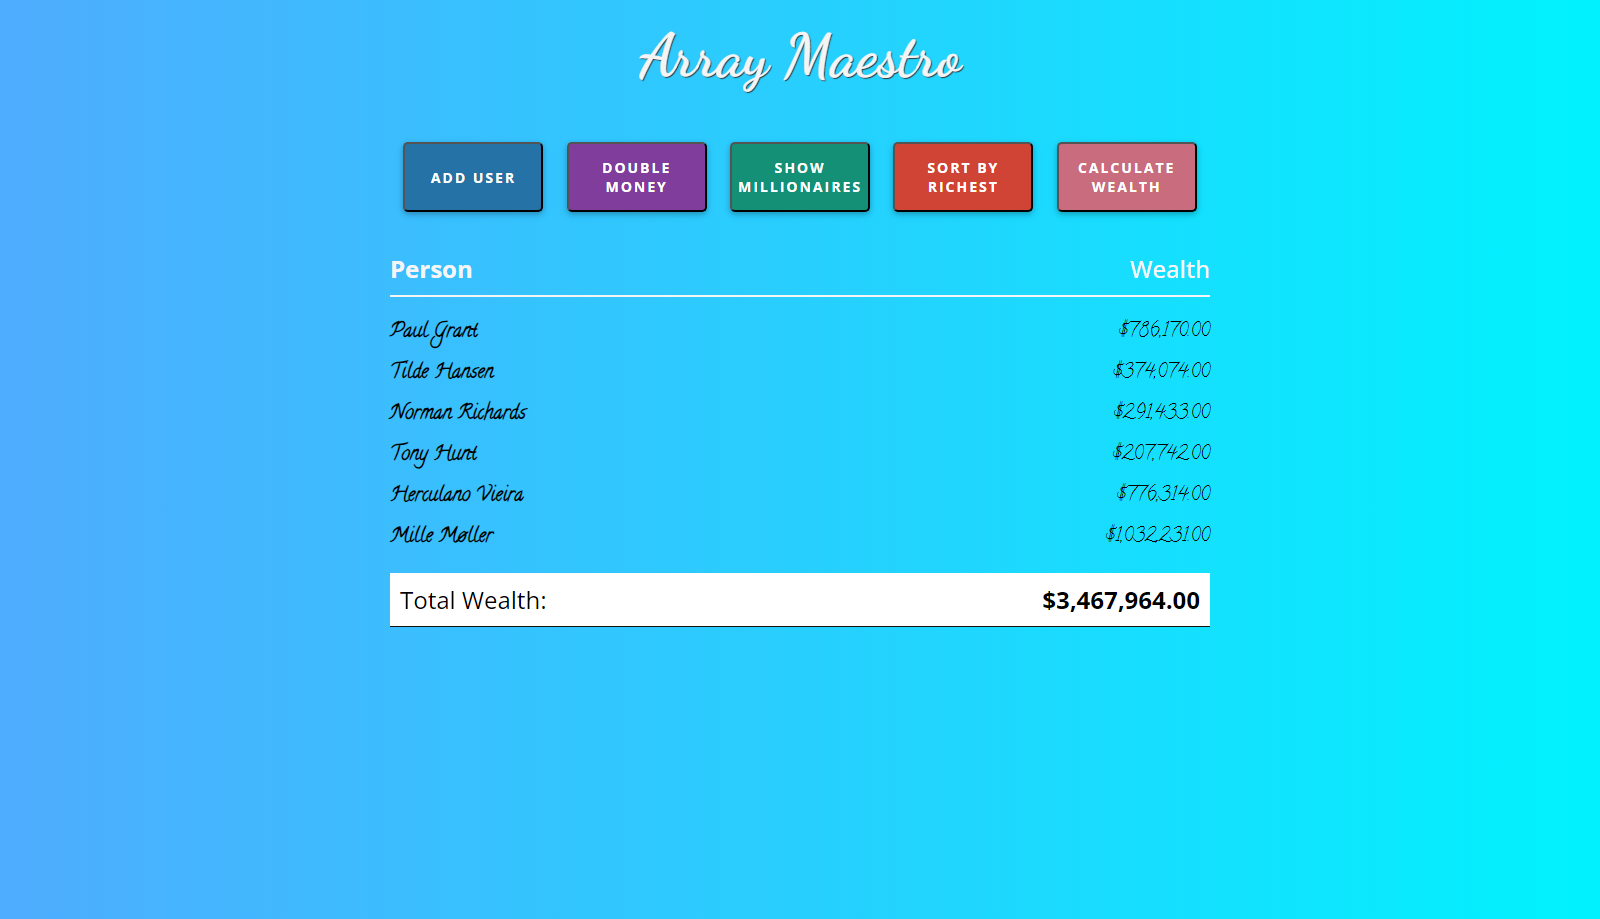 Array Maestro
ADD USER
DOUBLE
MONEY
SHOW
MILLIONAIRES
SORT BY
RICHEST
CALCULATE
WEALTH
Person Wealth
Paul Grant $786,170.00
Tilde Hansen $374,074.00
Norman Richards $291,433.00
Tony Hunt $207,742.00
Herculano Vieira $776,314.00
Mille Møller $1,032,231.00
Total Wealth: $3,467,964.00